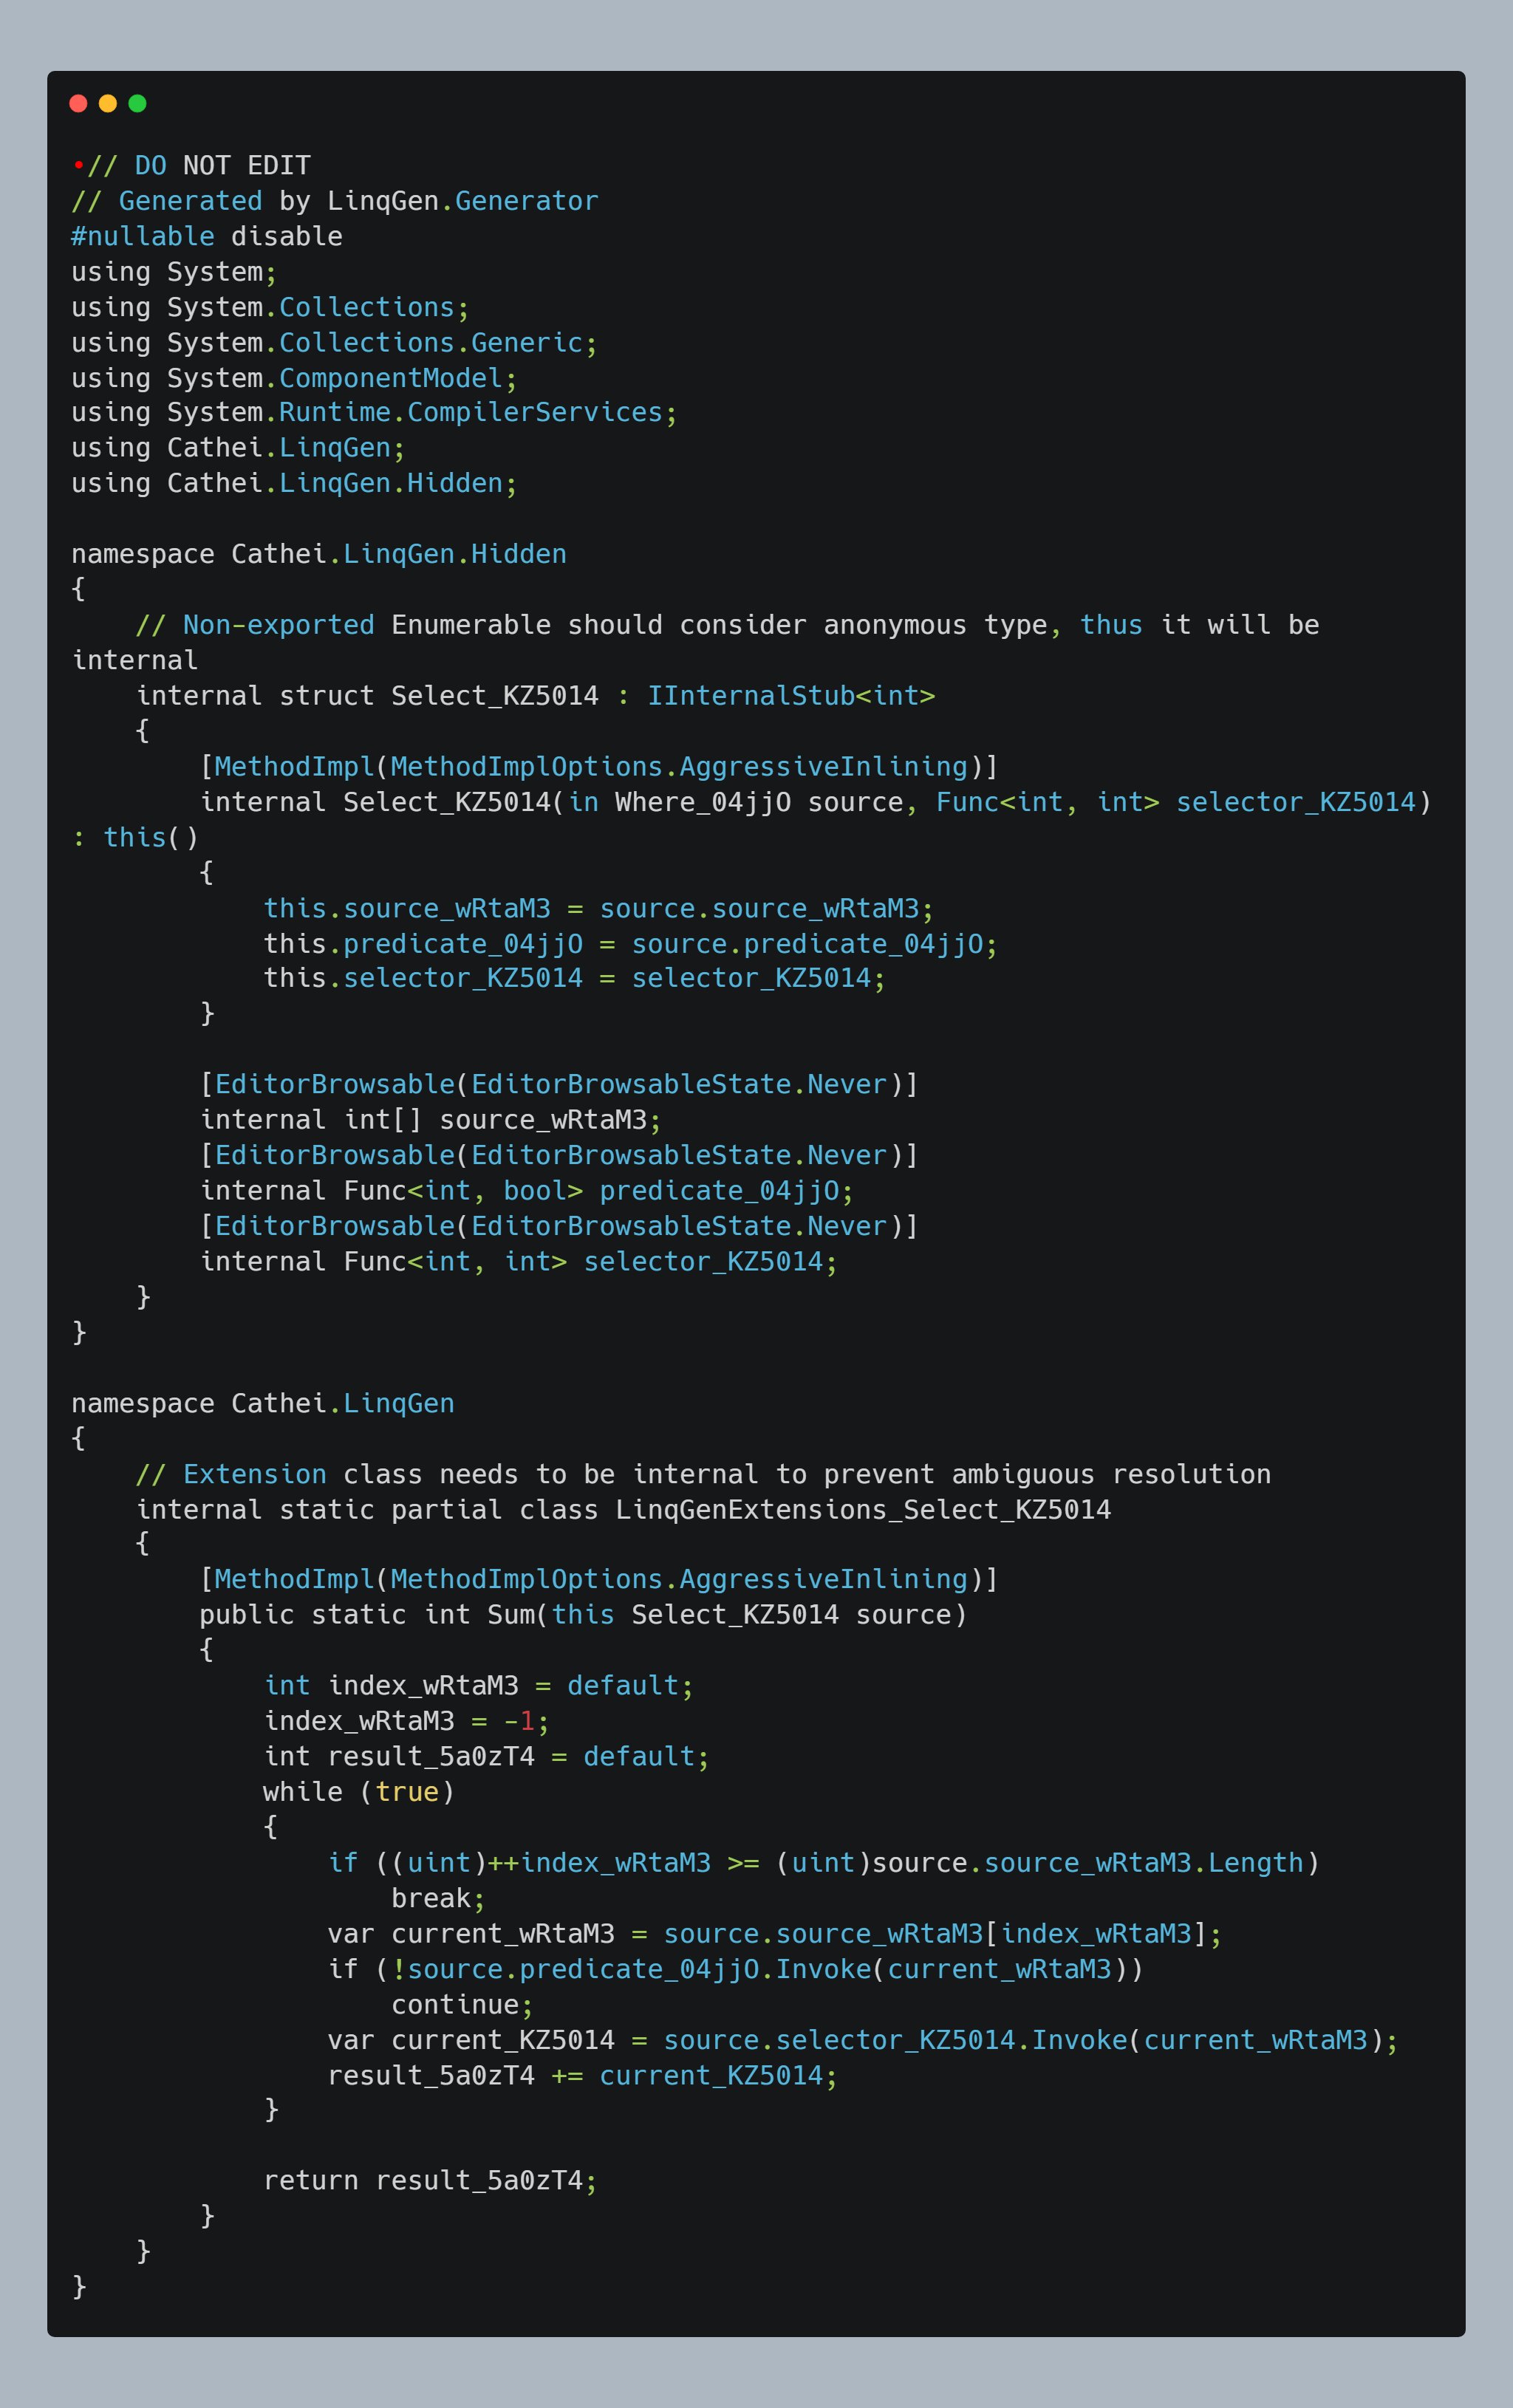 •// DO NOT EDIT
// Generated by LinqGen.Generator
#nullable disable
using System;
using System.Collections;
using System.Collections.Generic;
using System.ComponentModel;
using System.Runtime.CompilerServices;
using Cathei.LinqGen;
using Cathei.LinqGen.Hidden;

namespace Cathei.LinqGen.Hidden
{
    // Non-exported Enumerable should consider anonymous type, thus it will be
internal
    internal struct Select_KZ5014 : IInternalStub<int>
    {
        [MethodImpl(MethodImplOptions.AggressiveInlining)]
        internal Select_KZ5014(in Where_04jjO source, Func<int, int> selector_KZ5014)
: this()
        {
            this.source_wRtaM3 = source.source_wRtaM3;
            this.predicate_04jjO = source.predicate_04jjO;
            this.selector_KZ5014 = selector_KZ5014;
        }

        [EditorBrowsable(EditorBrowsableState.Never)]
        internal int[] source_wRtaM3;
        [EditorBrowsable(EditorBrowsableState.Never)]
        internal Func<int, bool> predicate_04jjO;
        [EditorBrowsable(EditorBrowsableState.Never)]
        internal Func<int, int> selector_KZ5014;
    }
}

namespace Cathei.LinqGen
{
    // Extension class needs to be internal to prevent ambiguous resolution
    internal static partial class LinqGenExtensions_Select_KZ5014
    {
        [MethodImpl(MethodImplOptions.AggressiveInlining)]
        public static int Sum(this Select_KZ5014 source)
        {
            int index_wRtaM3 = default;
            index_wRtaM3 = -1;
            int result_5a0zT4 = default;
            while (true)
            {
                if ((uint)++index_wRtaM3 >= (uint)source.source_wRtaM3.Length)
                    break;
                var current_wRtaM3 = source.source_wRtaM3[index_wRtaM3];
                if (!source.predicate_04jjO.Invoke(current_wRtaM3))
                    continue;
                var current_KZ5014 = source.selector_KZ5014.Invoke(current_wRtaM3);
                result_5a0zT4 += current_KZ5014;
            }

            return result_5a0zT4;
        }
    }
}